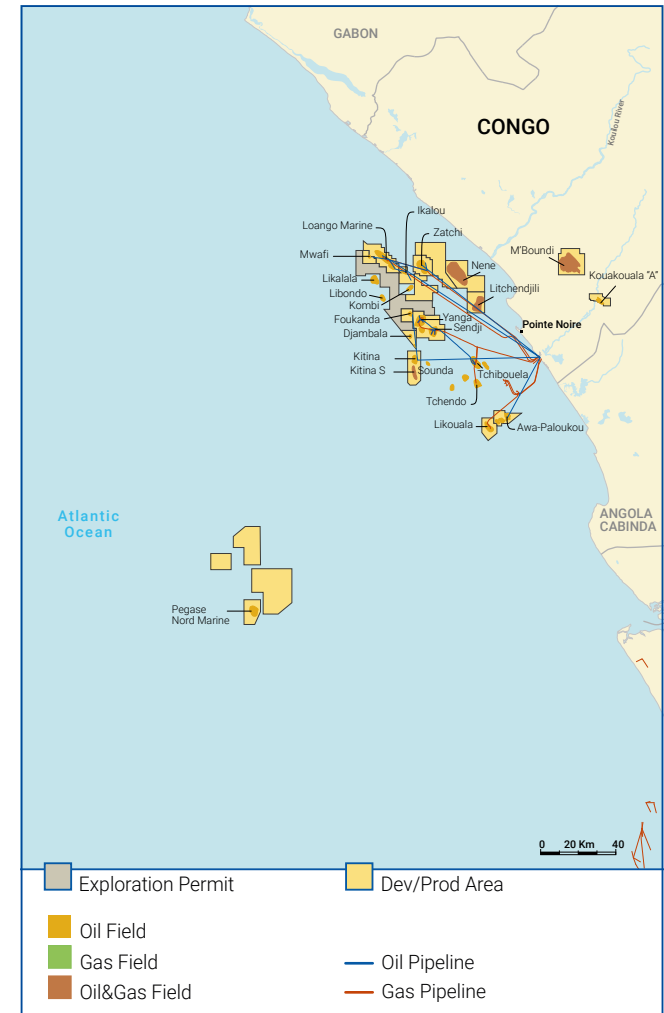 GABON
CONGO
Kouilou River
Ikalou
Loango Marine
Zatchi
Mwafi
M'Boundi
Nene
Kouakouala "A"
Likalala
Litchendjili
Libondo
Kombi
Foukanda
Yanga
Pointe Noire
Sendji
Djambala
Kitina
Kitina S
Sounda
Tchibouela
Tchendo
Likouala
Awa-Paloukou
Atlantic
Ocean
ANGOLA
CABINDA
Pegase
Nord Marine
0 20 Km 40
Exploration Permit
Dev/Prod Area
Oil Field
Gas Field
Oil Pipeline
Oil&Gas Field
Gas Pipeline